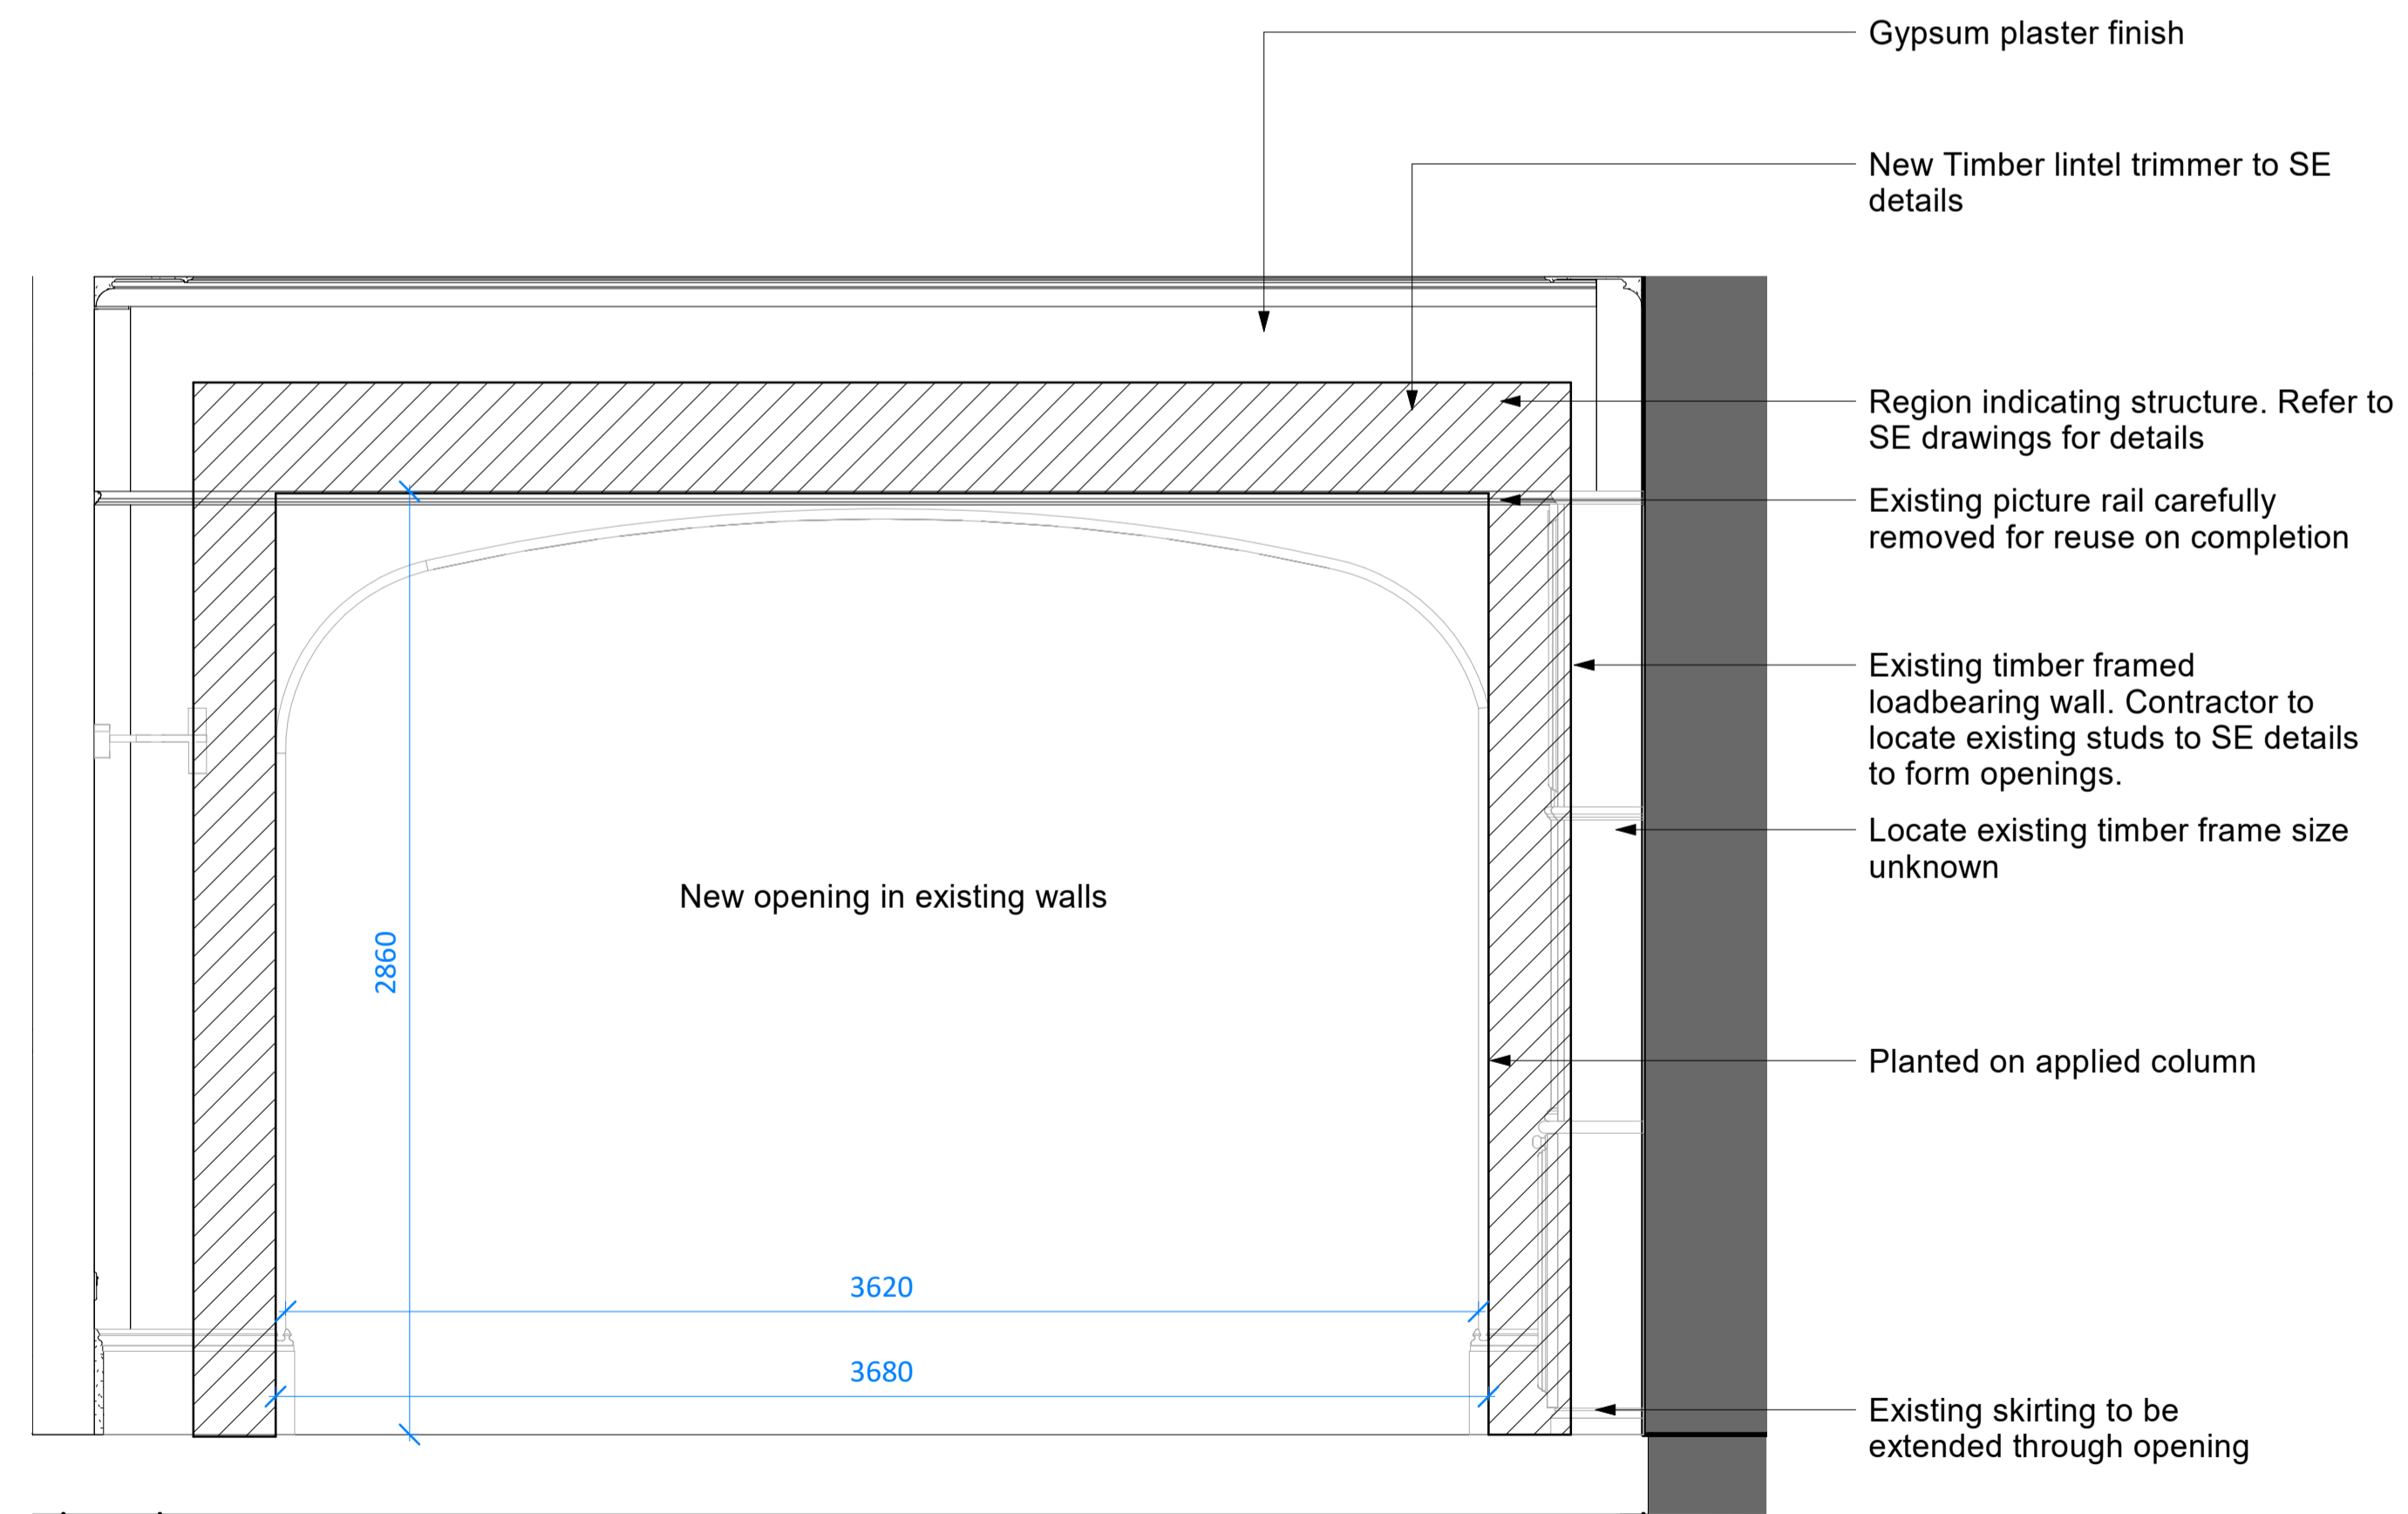 Gypsum plaster finish
New Timber lintel trimmer to SE
details
Region indicating structure. Refer to
SE drawings for details
Existing picture rail carefully
removed for reuse on completion
Existing timber framed
loadbearing wall. Contractor to
locate existing studs to SE details
to form openings.
Locate existing timber frame size
unknown
New opening in existing walls
2860
Planted on applied column
3620
3680
Existing skirting to be
extended through opening